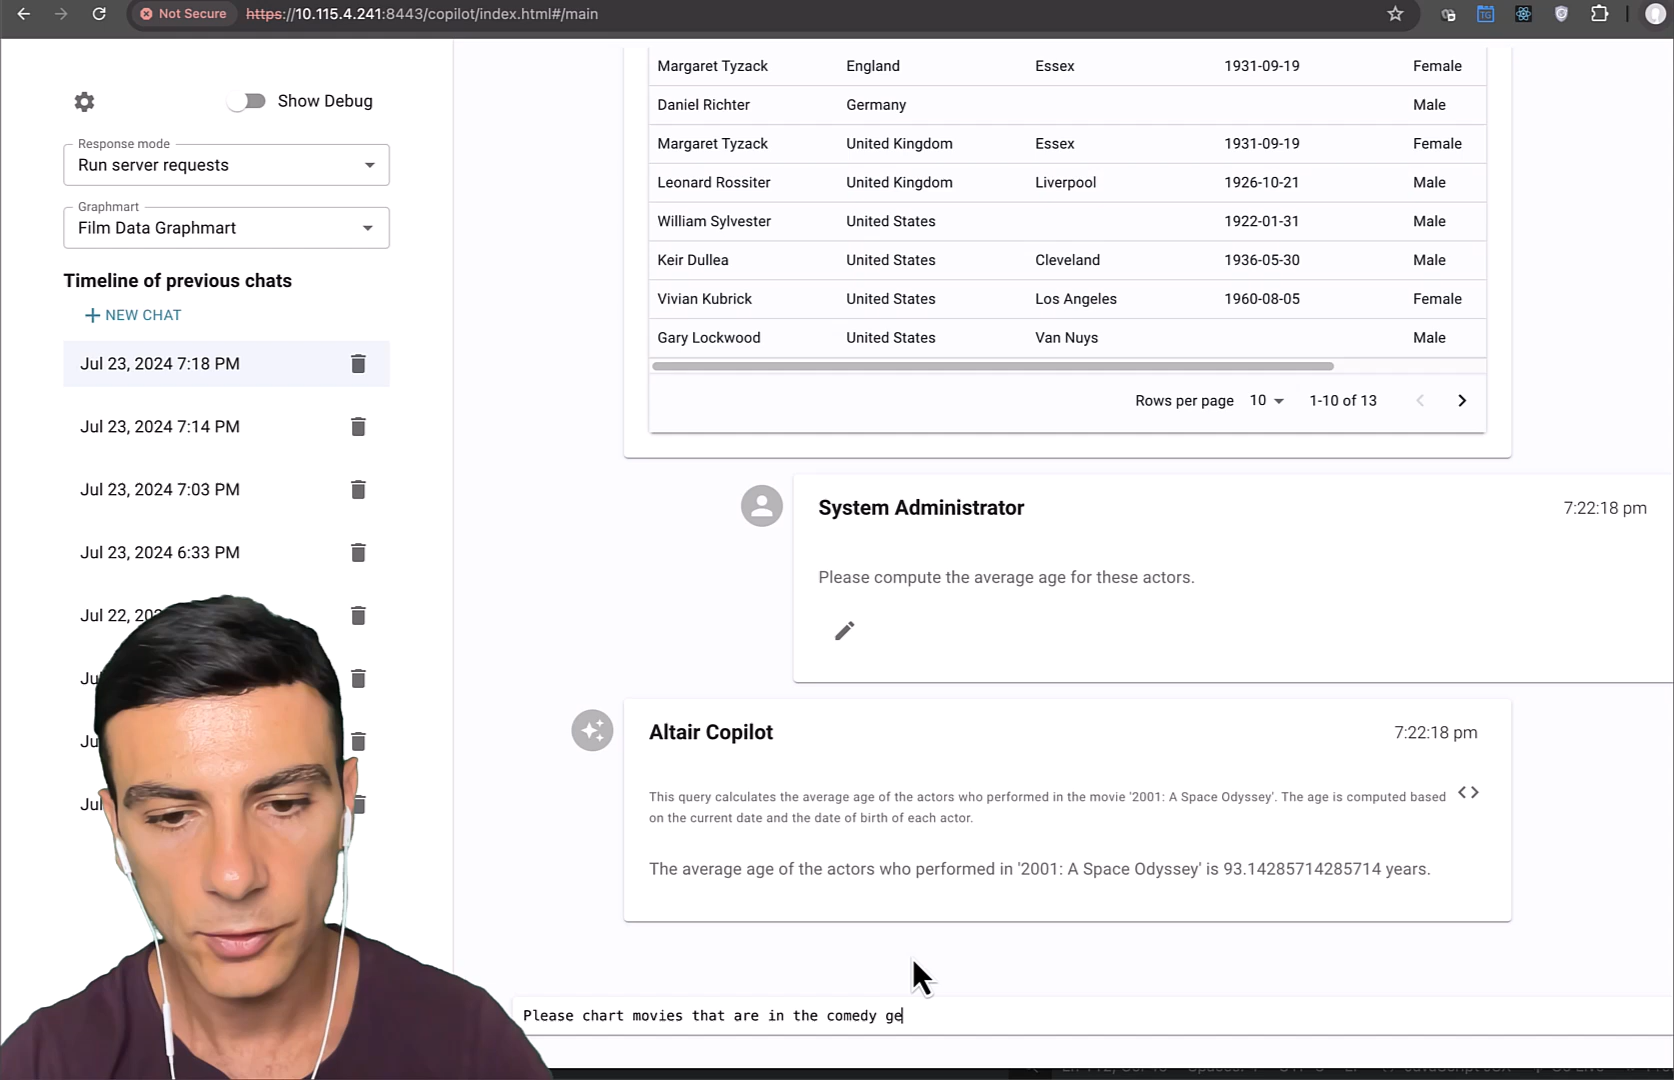 Not Secure https://10.115.4.241:8443/copilot/index.html#/main
TG
Show Debug
Response mode
Run server requests
Graphmart
Film Data Graphmart
Timeline of previous chats
+ NEW CHAT
Jul 23, 2024 7:18 PM
Jul 23, 2024 7:14 PM
Jul 23, 2024 7:03 PM
Jul 23, 2024 6:33 PM
Jul 22, 202
Ju
Ju
Ju
Margaret Tyzack England Essex 1931-09-19 Female
Daniel Richter Germany Male
Margaret Tyzack United Kingdom Essex 1931-09-19 Female
Leonard Rossiter United Kingdom Liverpool 1926-10-21 Male
William Sylvester United States 1922-01-31 Male
Keir Dullea United States Cleveland 1936-05-30 Male
Vivian Kubrick United States Los Angeles 1960-08-05 Female
Gary Lockwood United States Van Nuys Male
Rows per page 10 1-10 of 13
System Administrator 7:22:18 pm
Please compute the average age for these actors.
Altair Copilot 7:22:18 pm
This query calculates the average age of the actors who performed in the movie '2001: A Space Odyssey'. The age is computed based
on the current date and the date of birth of each actor.
The average age of the actors who performed in '2001: A Space Odyssey' is 93.14285714285714 years.
Please chart movies that are in the comedy ge